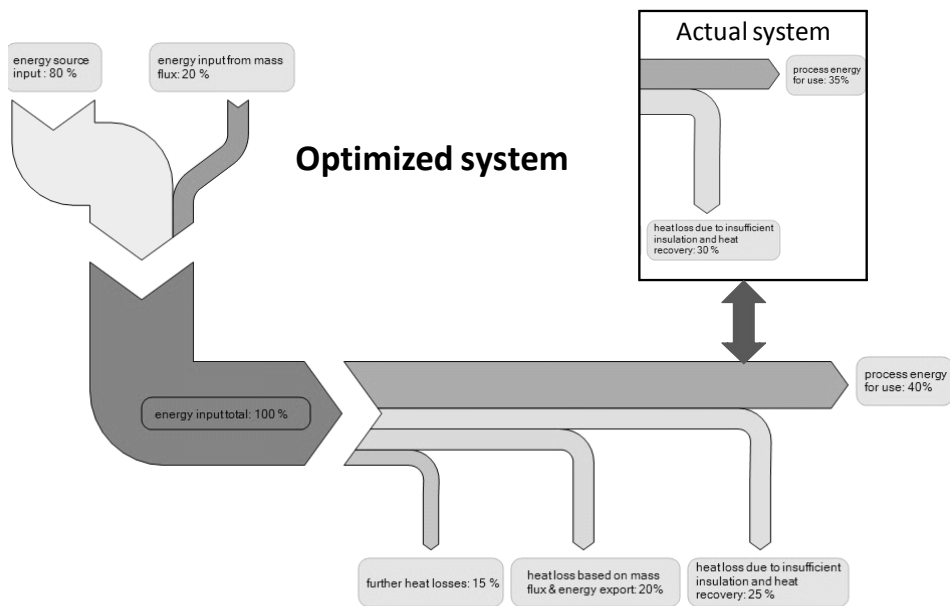 energy source
input : 80 %
energy input from mass
flux: 20 %
Optimized system
Actual system
process energy
for use: 35%
heat loss due to insufficient
insulation and heat
recovery: 30 %
energy input total: 100 %
process energy
for use: 40%
further heat losses: 15 %
heat loss based on mass
flux & energy export: 20%
heat loss due to insufficient
insulation and heat
recovery: 25 %